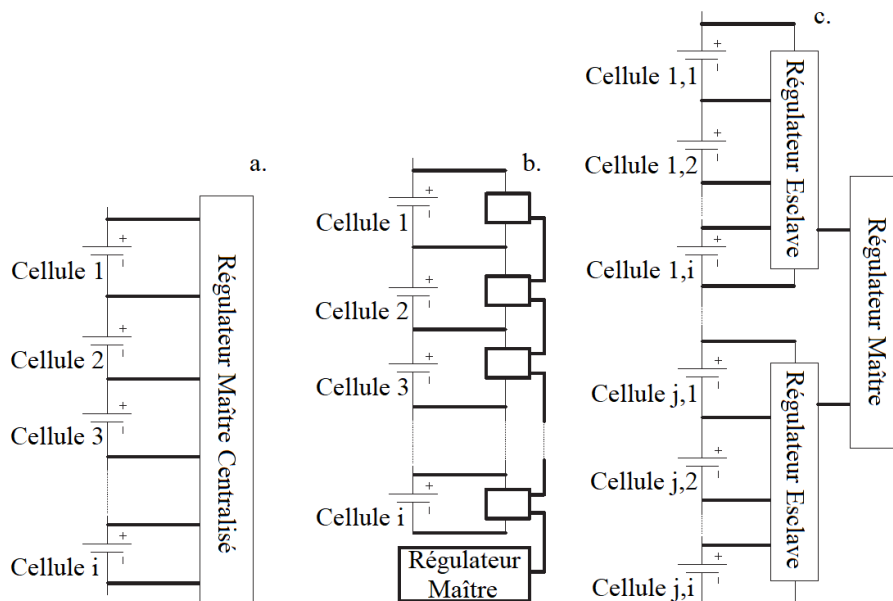 a.
+
Cellule 1
+
Cellule 2
+
Cellule 3
+
Cellule i
Régulateur Maître Centralisé
b.
+
Cellule 1
+
Cellule 2
+
Cellule 3
+
Cellule i
Régulateur
Maître
c.
+
Cellule 1,1
+
Cellule 1,2
+
Cellule 1,i
Régulateur Esclave
+
Cellule j,1
+
Cellule j,2
+
Cellule j,i
Régulateur Esclave
Régulateur Maître